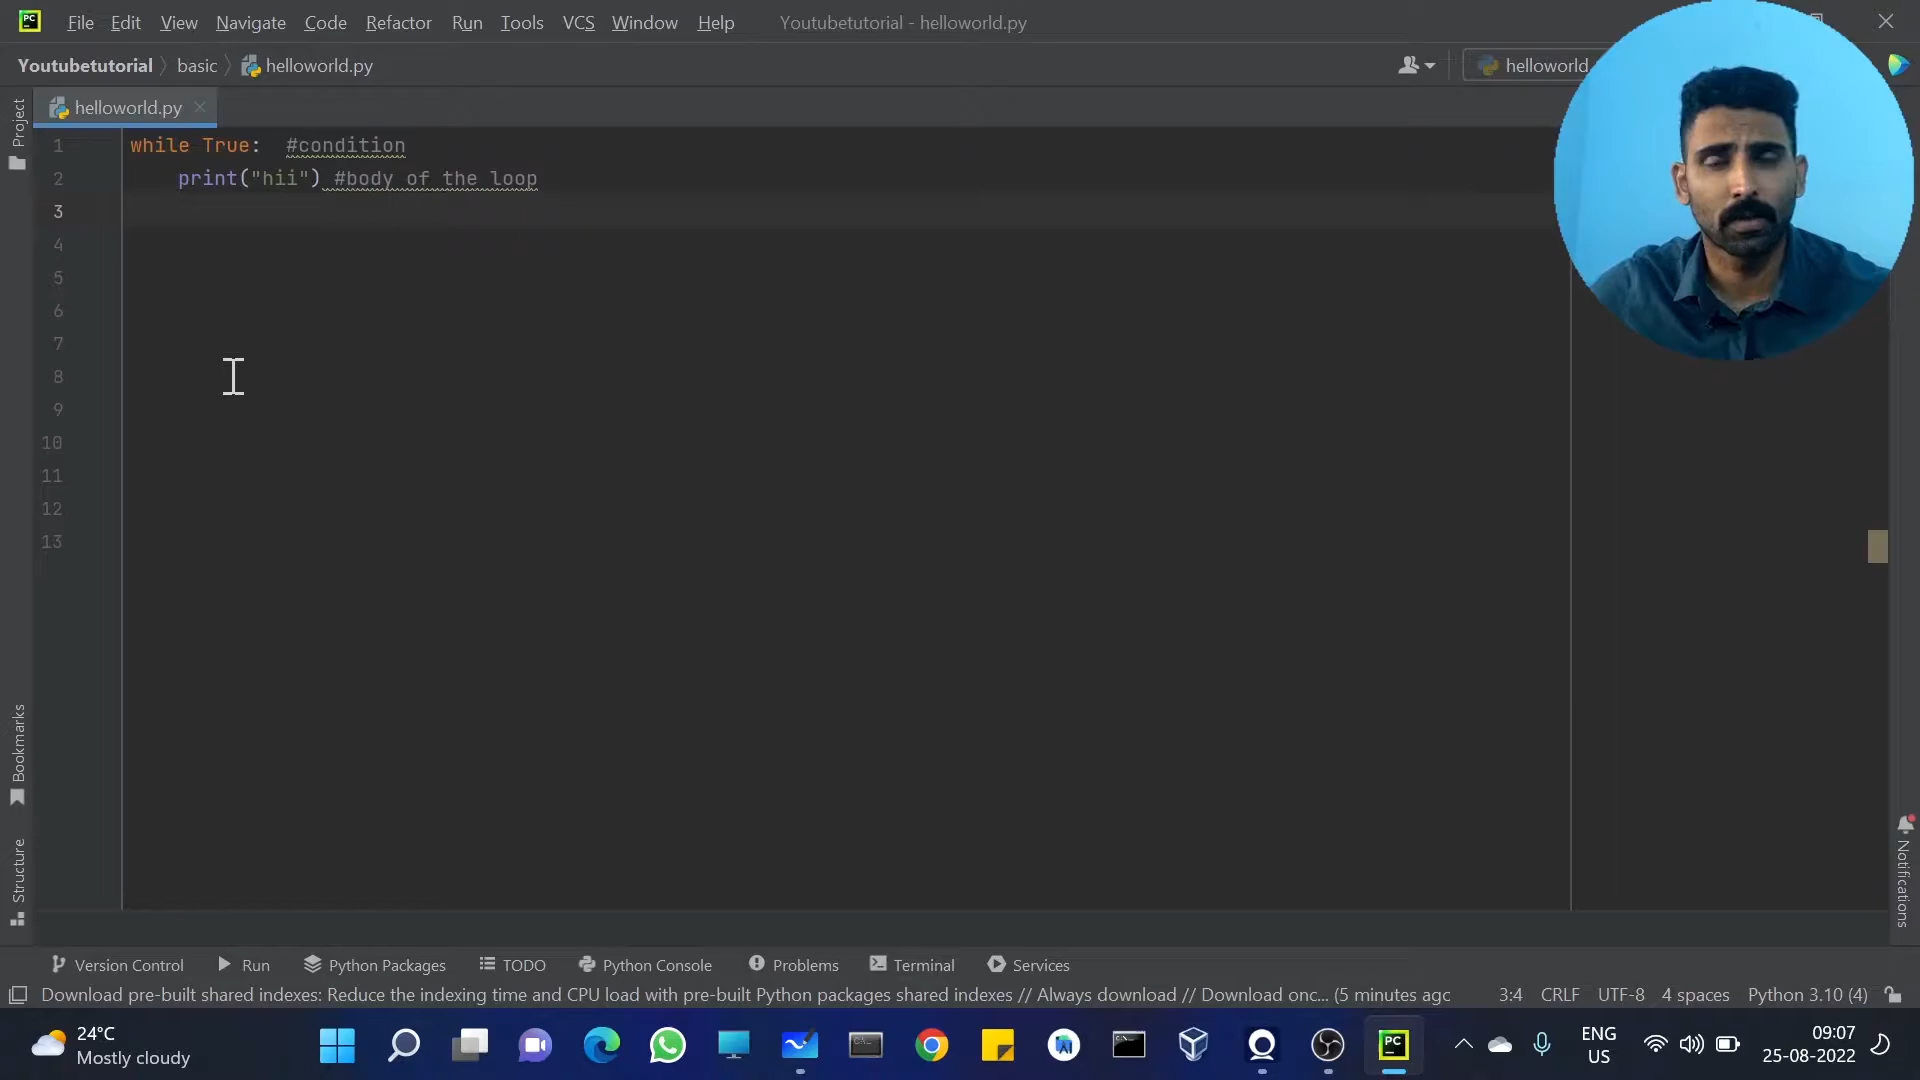 PC File Edit View Navigate Code Refactor Run Tools VCS Window Help Youtubetutorial - helloworld.py
Youtubetutorial basic helloworld.py helloworld
helloworld.py
Project
1 while True: #condition
2 print("hii") #body of the loop
3
4
5
6
7
8
9
10
11
12
13
Bookmarks
Structure
Notifications
Version Control Run Python Packages TODO Python Console Problems Terminal Services
Download pre-built shared indexes: Reduce the indexing time and CPU load with pre-built Python packages shared indexes // Always download // Download onc... (5 minutes agc 3:4 CRLF UTF-8 4 spaces Python 3.10 (4)
24°C
Mostly cloudy
PC
ENG
US
09:07
25-08-2022